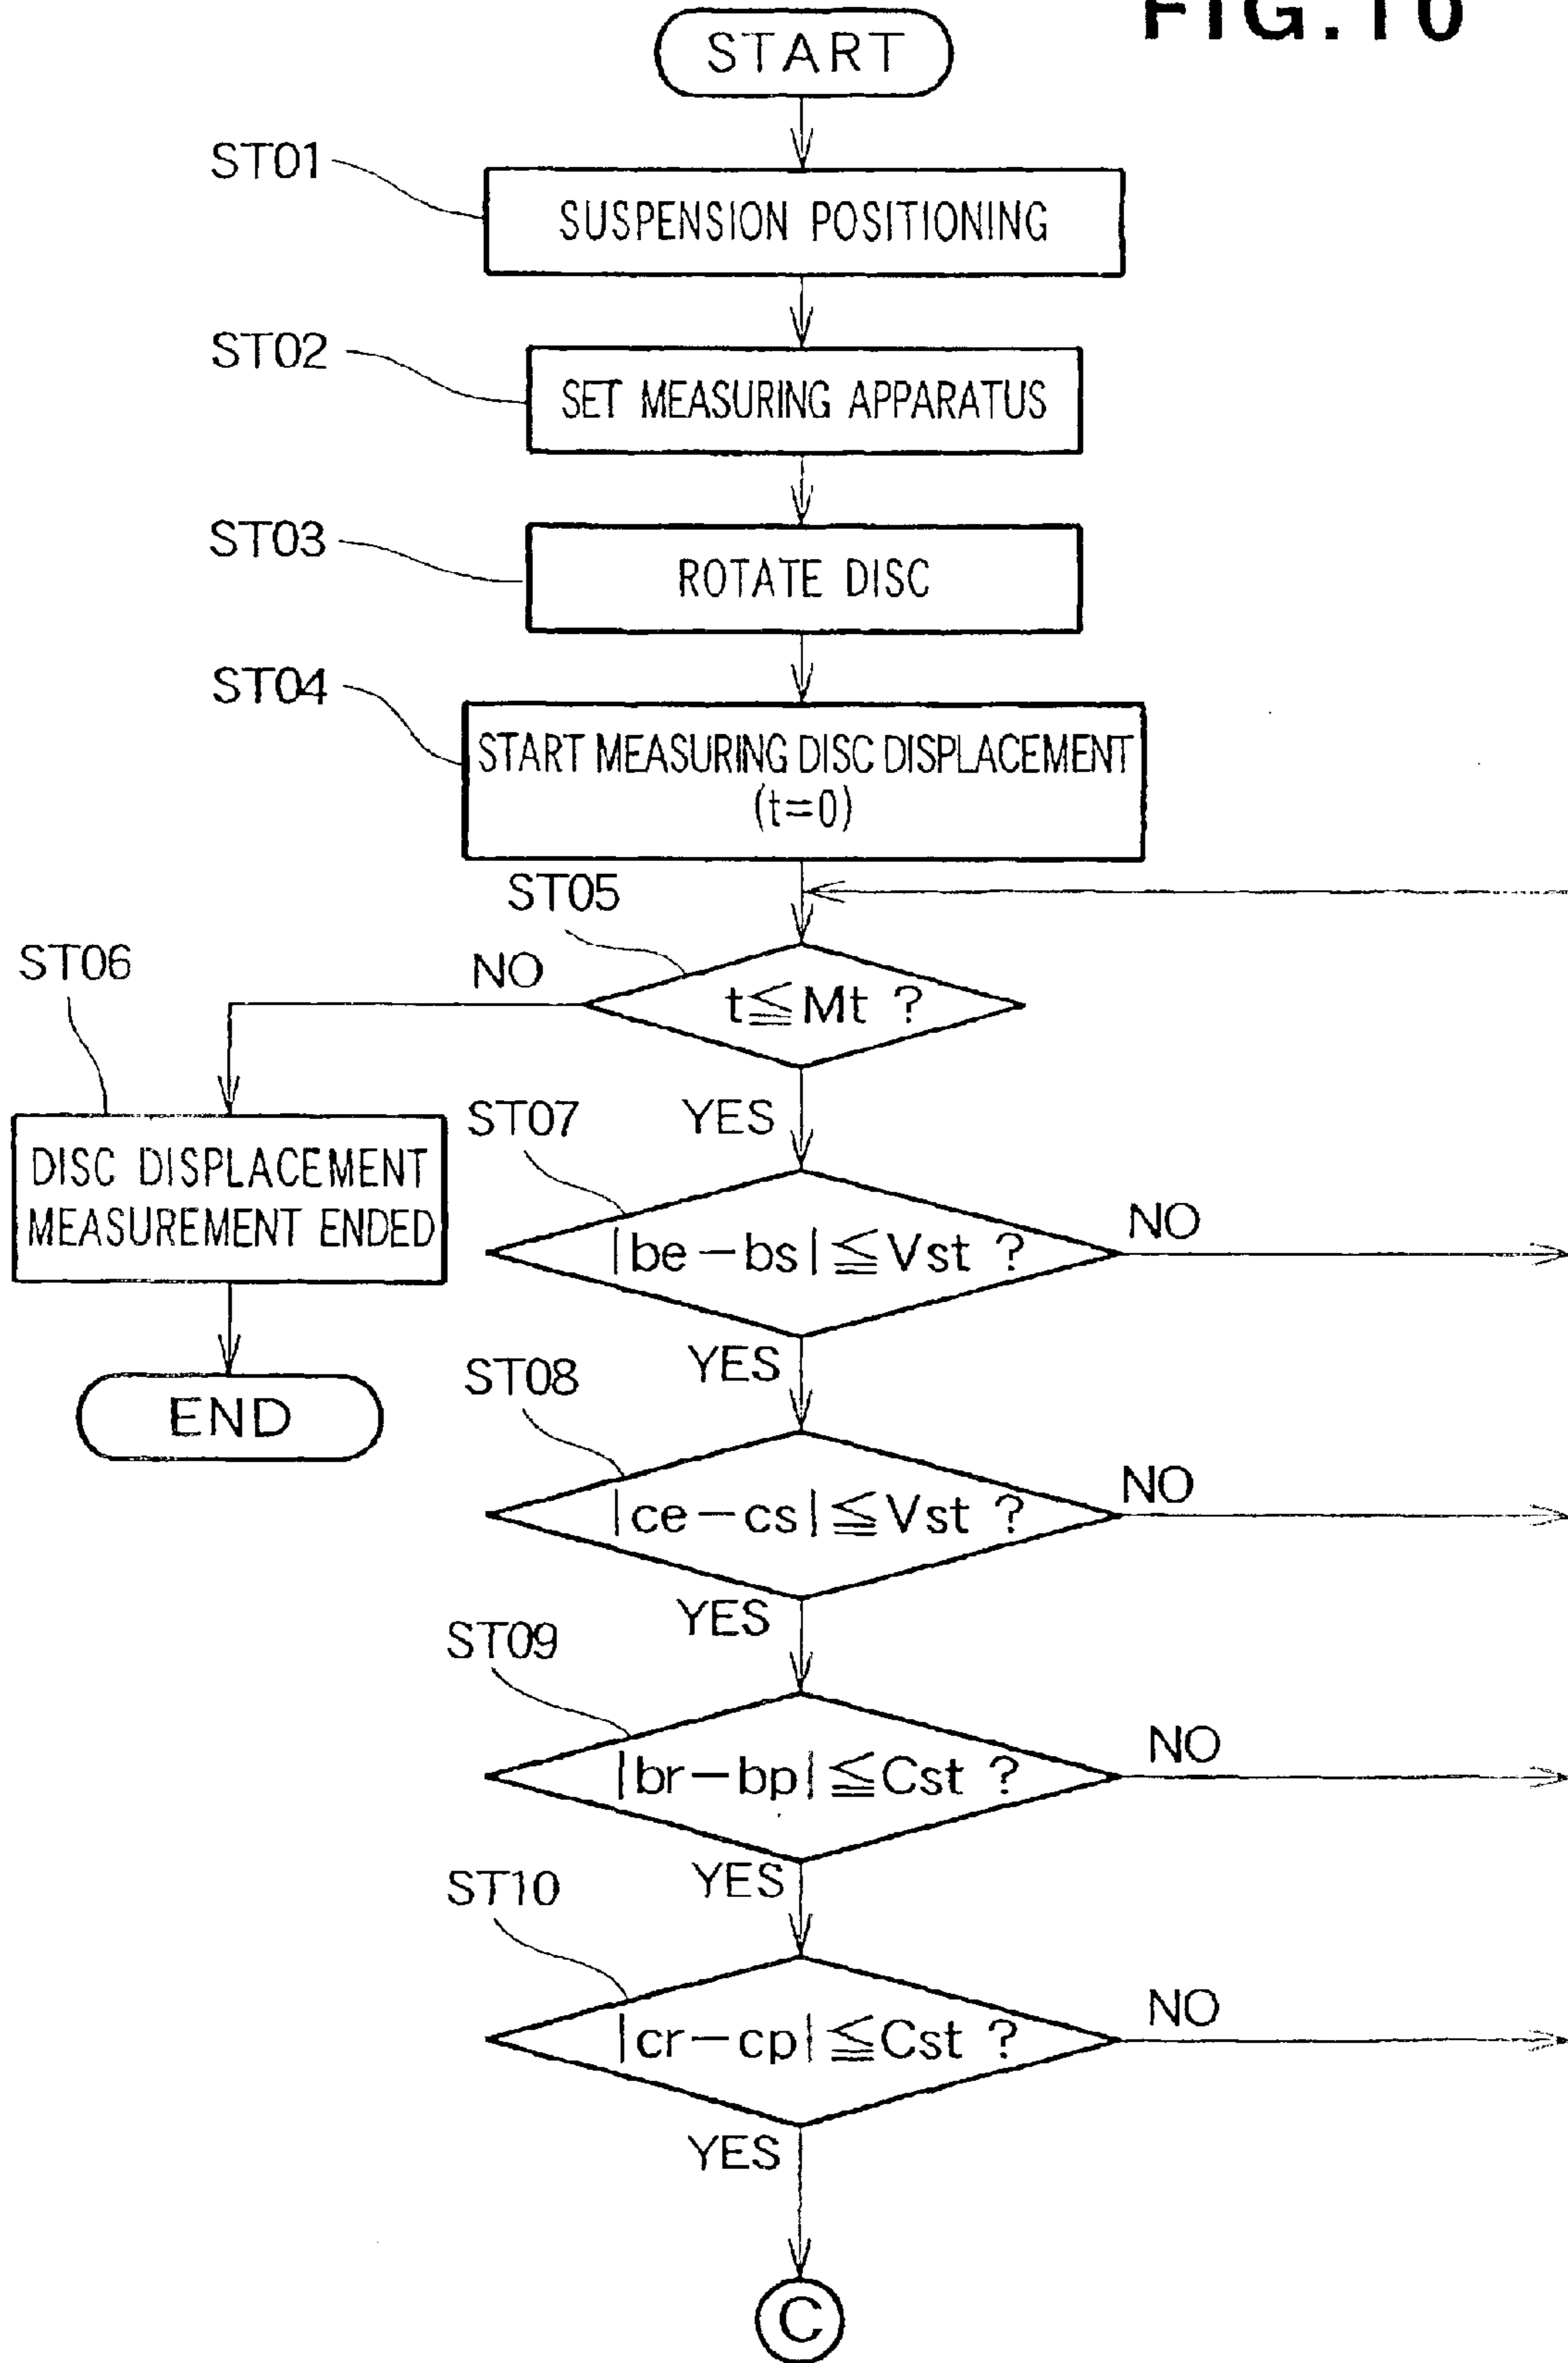 FIG.10
START
ST01
SUSPENSION POSITIONING
ST02
SET MEASURING APPARATUS
ST03
ROTATE DISC
ST04
START MEASURING DISC DISPLACEMENT
(t=0)
ST05
t≦Mt ?
NO
YES
ST06
DISC DISPLACEMENT
MEASUREMENT ENDED
END
ST07
|be-bs|≦Vst ?
NO
YES
ST08
|ce-cs|≦Vst ?
NO
YES
ST09
|br-bp|≦Cst ?
NO
YES
ST10
|cr-cp|≦Cst ?
NO
YES
C